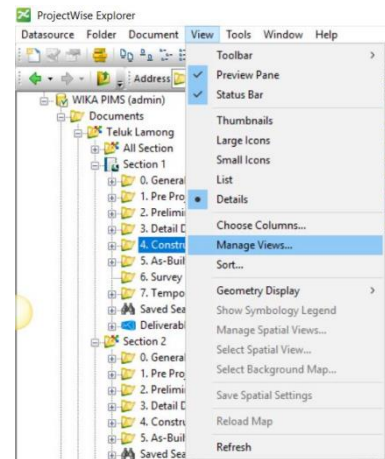 ProjectWise Explorer
Datasource Folder Document View Tools Window Help
Address
WIKA PIMS (admin)
Documents
Teluk Lamong
All Section
Section 1
0. General
1. Pre Pro
2. Prelimi
3. Detail D
4. Constru
5. As-Buil
6. Survey
7. Tempo
Saved Sea
Deliverabl
Section 2
0. General
1. Pre Pro
2. Prelimi
3. Detail D
4. Constru
5. As-Buil
Saved Sea
Toolbar >
Preview Pane
Status Bar
Thumbnails
Large Icons
Small Icons
List
Details
Choose Columns...
Manage Views...
Sort...
Geometry Display >
Show Symbology Legend
Manage Spatial Views...
Select Spatial View...
Select Background Map...
Save Spatial Settings
Reload Map
Refresh